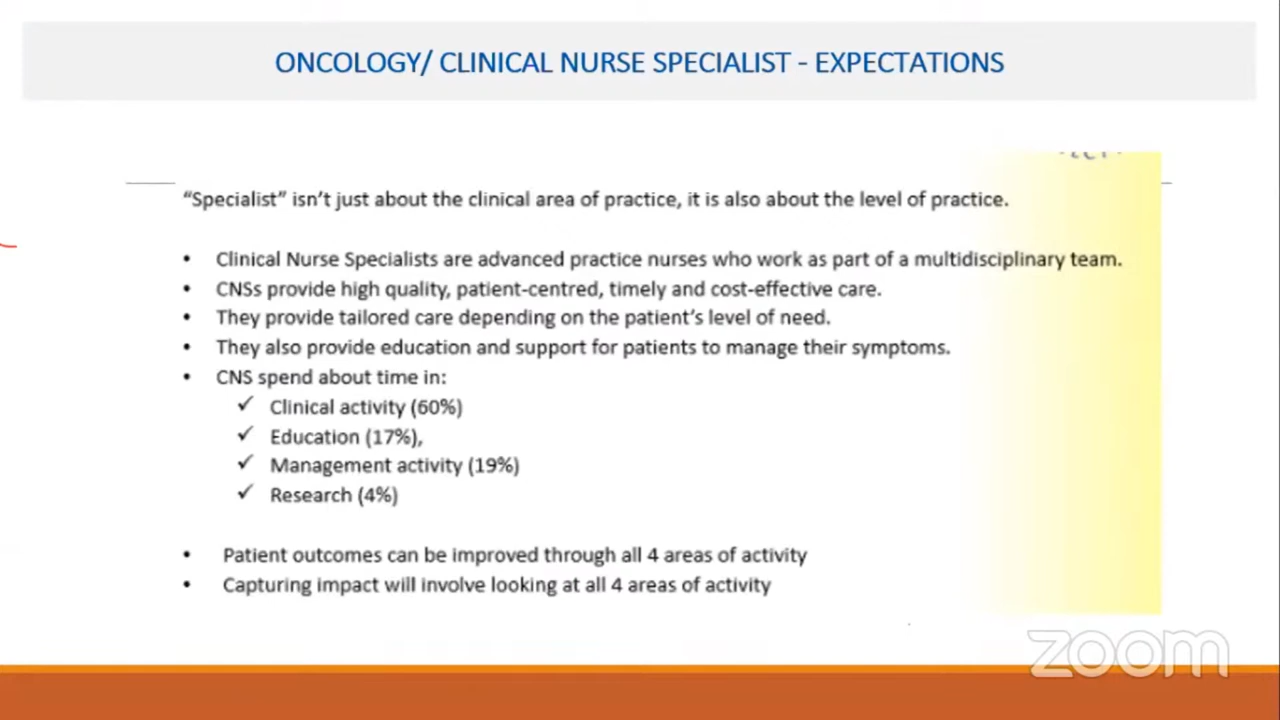 ONCOLOGY/ CLINICAL NURSE SPECIALIST - EXPECTATIONS
“Specialist” isn’t just about the clinical area of practice, it is also about the level of practice.
• Clinical Nurse Specialists are advanced practice nurses who work as part of a multidisciplinary team.
• CNSs provide high quality, patient-centred, timely and cost-effective care.
• They provide tailored care depending on the patient’s level of need.
• They also provide education and support for patients to manage their symptoms.
• CNS spend about time in:
✓ Clinical activity (60%)
✓ Education (17%),
✓ Management activity (19%)
✓ Research (4%)
• Patient outcomes can be improved through all 4 areas of activity
• Capturing impact will involve looking at all 4 areas of activity
zoom